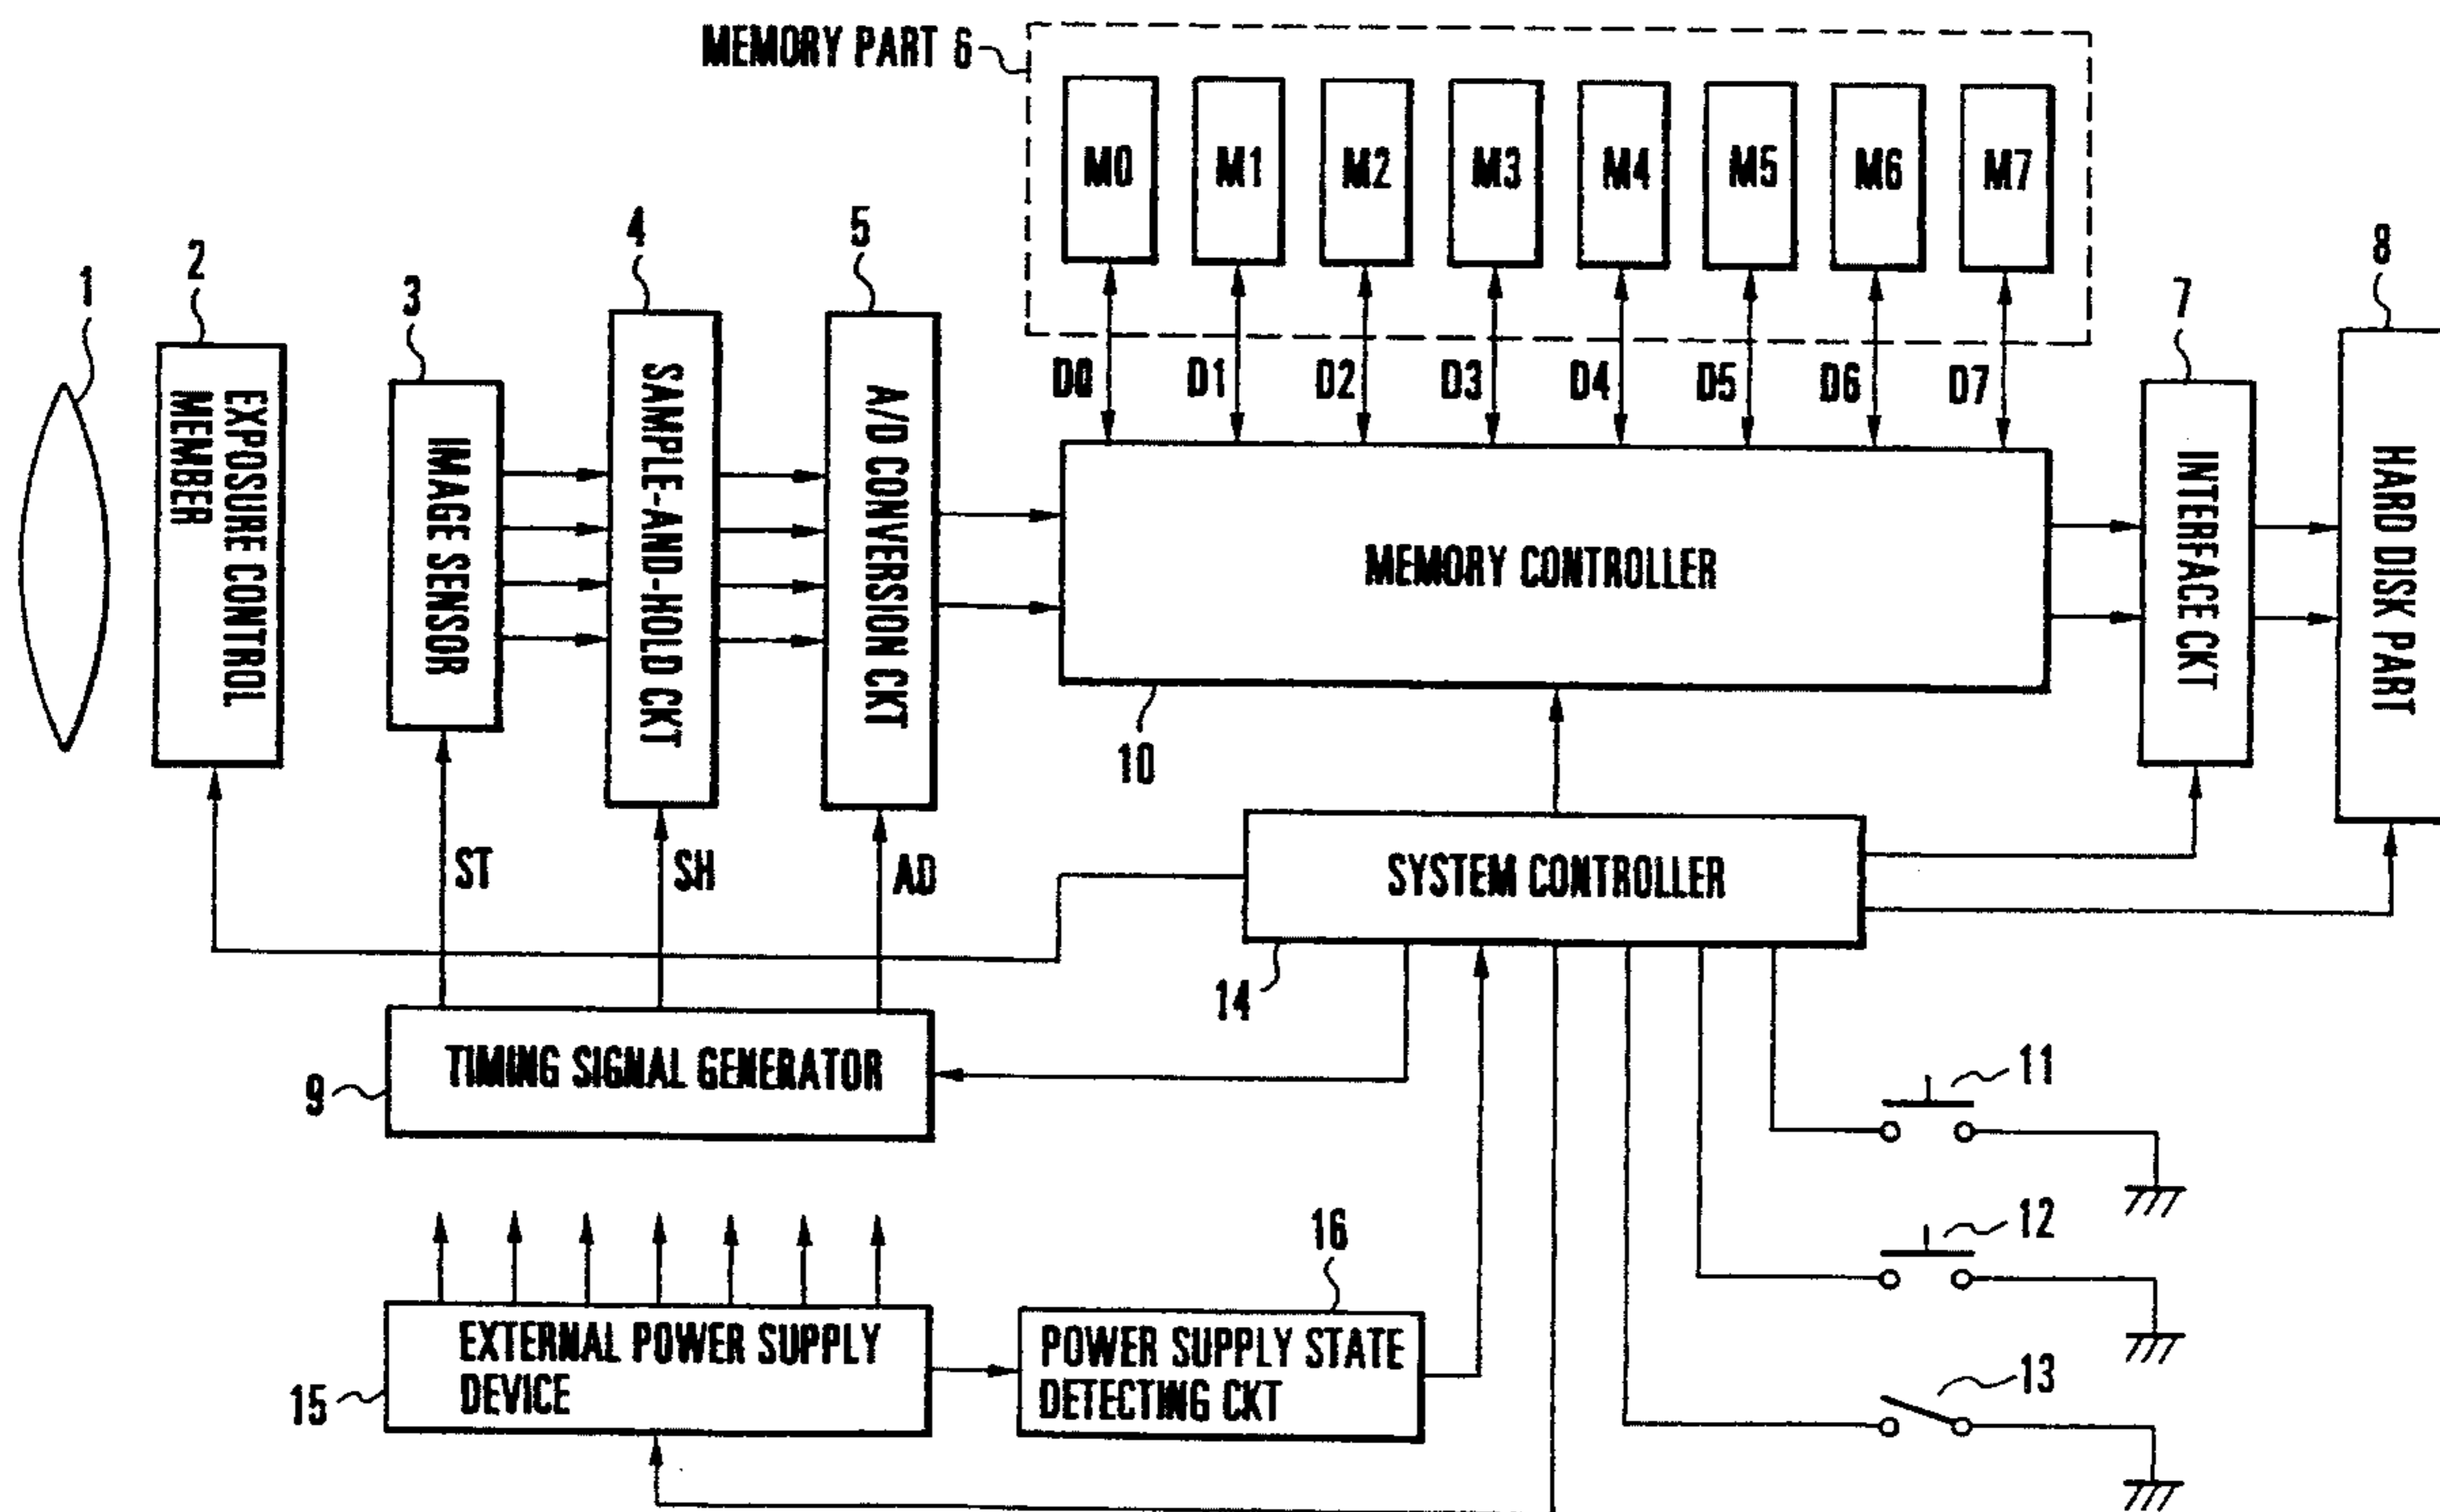 MEMORY PART 6
M0
M1
M2
M3
M4
M5
M6
M7
1
2
3
4
5
7
8
D0
D1
D2
D3
D4
D5
D6
D7
EXPOSURE CONTROL
MEMBER
IMAGE SENSOR
SAMPLE-AND-HOLD CKT
A/D CONVERSION CKT
MEMORY CONTROLLER
INTERFACE CKT
HARD DISK PART
10
ST
SH
AD
SYSTEM CONTROLLER
14
TIMING SIGNAL GENERATOR
9
11
12
13
16
EXTERNAL POWER SUPPLY
DEVICE
15
POWER SUPPLY STATE
DETECTING CKT